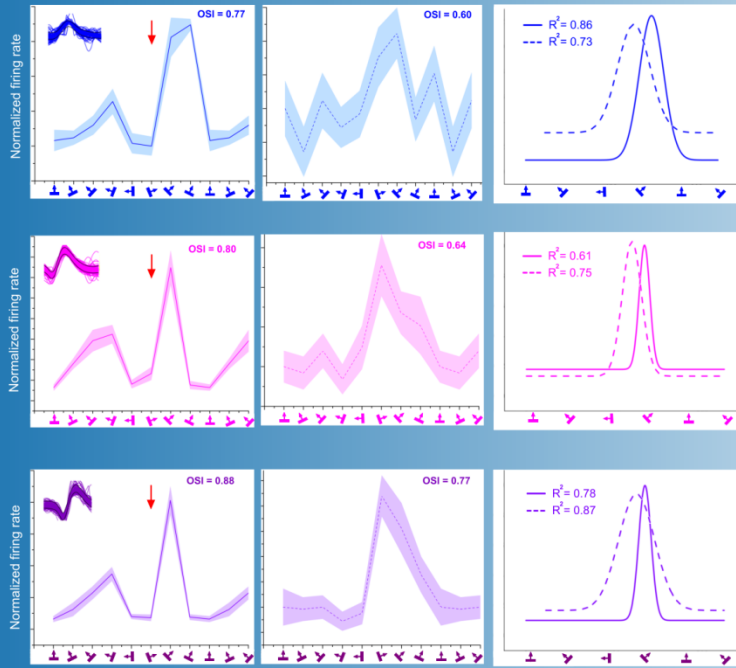 Normalized firing rate
OSI = 0.77
OSI = 0.60
R² = 0.86
R² = 0.73
Normalized firing rate
OSI = 0.80
OSI = 0.64
R² = 0.61
R² = 0.75
Normalized firing rate
OSI = 0.88
OSI = 0.77
R² = 0.78
R² = 0.87